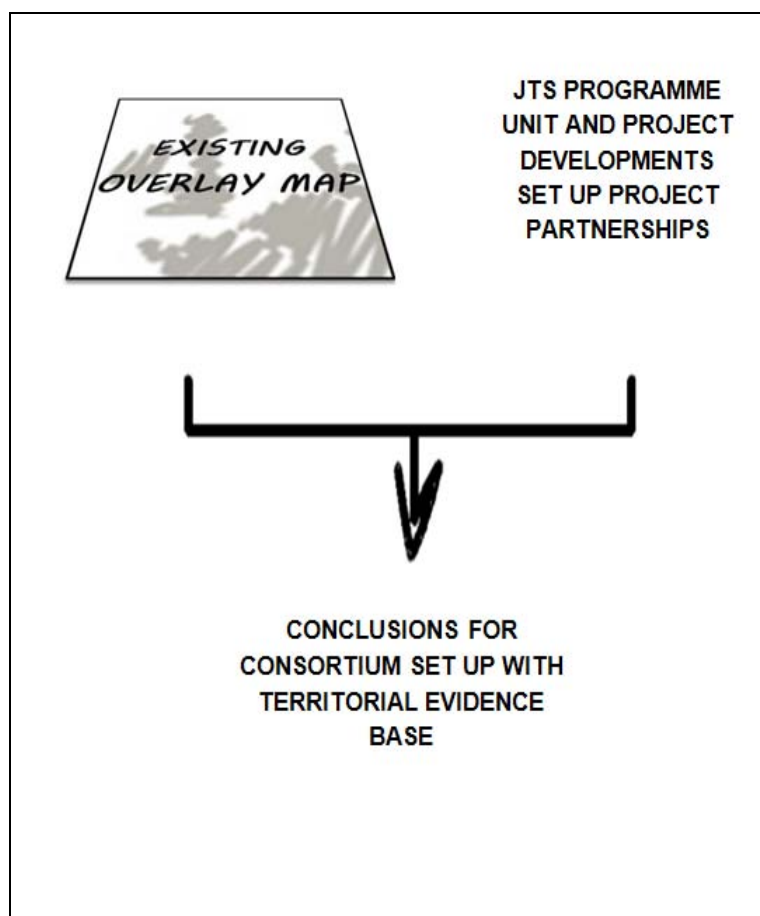 EXISTING
OVERLAY MAP
JTS PROGRAMME
UNIT AND PROJECT
DEVELOPMENTS
SET UP PROJECT
PARTNERSHIPS
CONCLUSIONS FOR
CONSORTIUM SET UP WITH
TERRITORIAL EVIDENCE
BASE